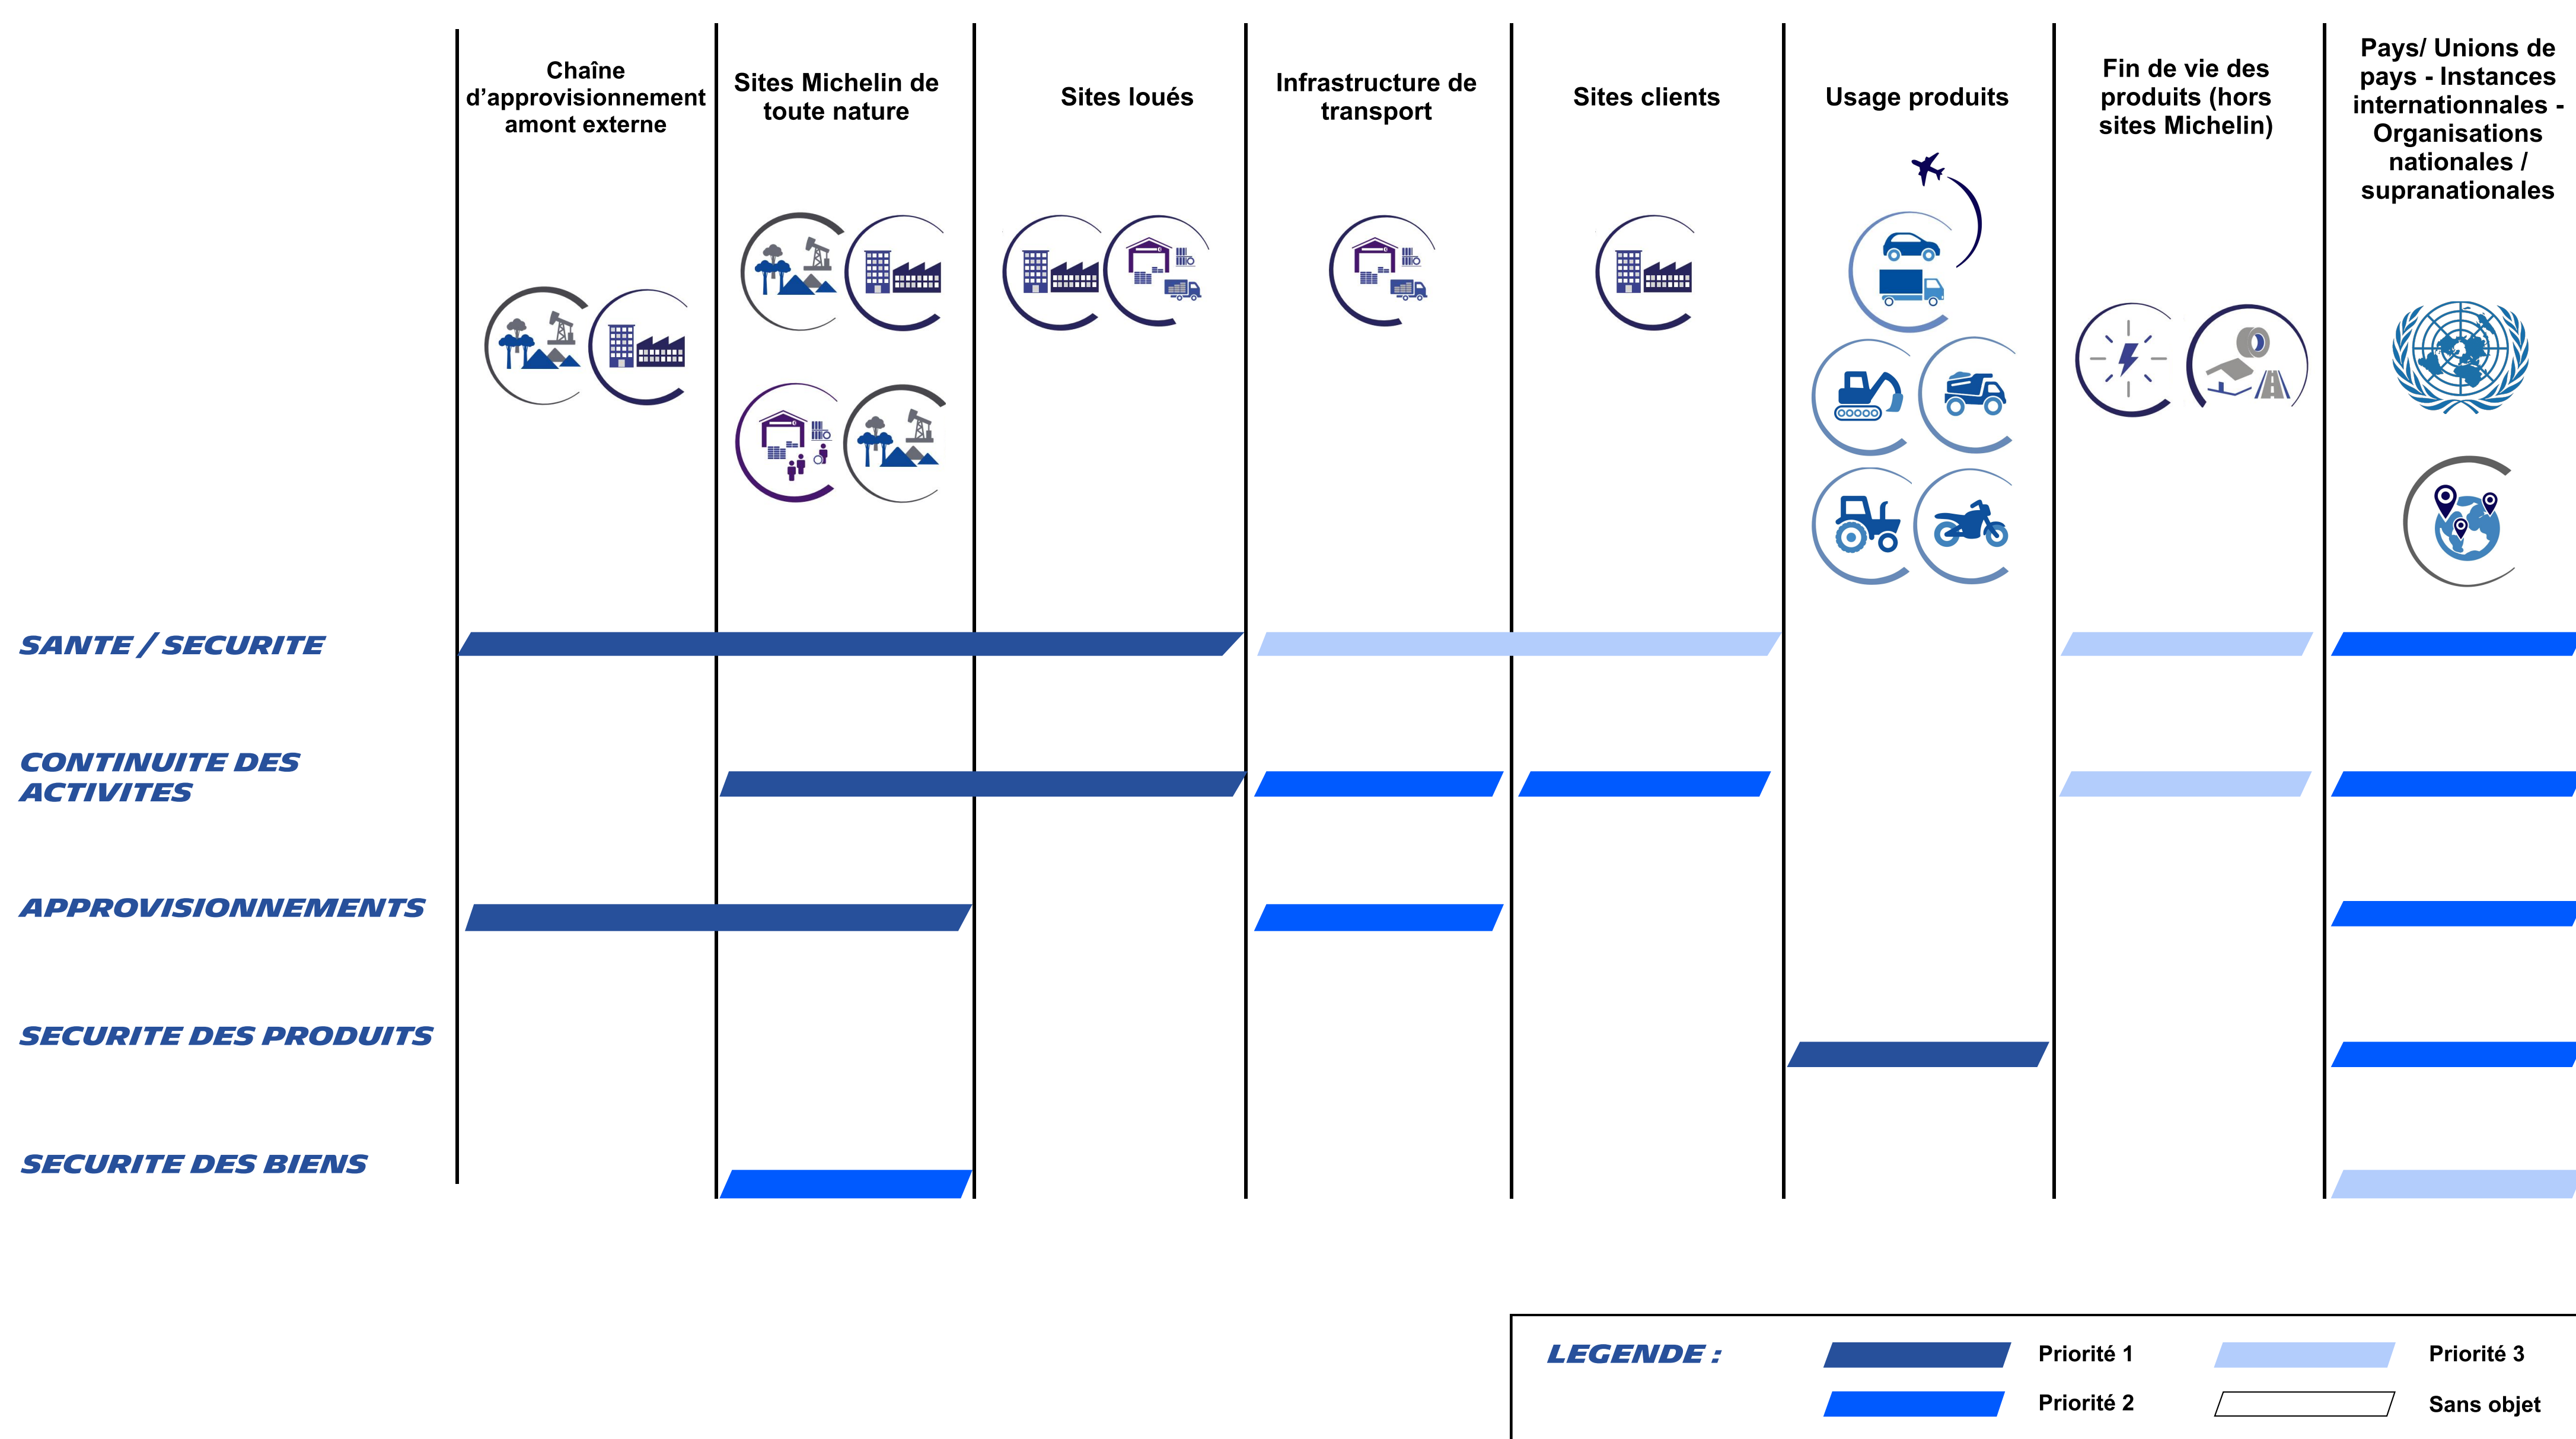 Chaîne
d’approvisionnement
amont externe
Sites Michelin de
toute nature
Sites loués
Infrastructure de
transport
Sites clients
Usage produits
Fin de vie des
produits (hors
sites Michelin)
Pays/ Unions de
pays - Instances
internationnales -
Organisations
nationales /
supranationales
SANTE / SECURITE
CONTINUITE DES
ACTIVITES
APPROVISIONNEMENTS
SECURITE DES PRODUITS
SECURITE DES BIENS
LEGENDE :
Priorité 1
Priorité 3
Priorité 2
Sans objet